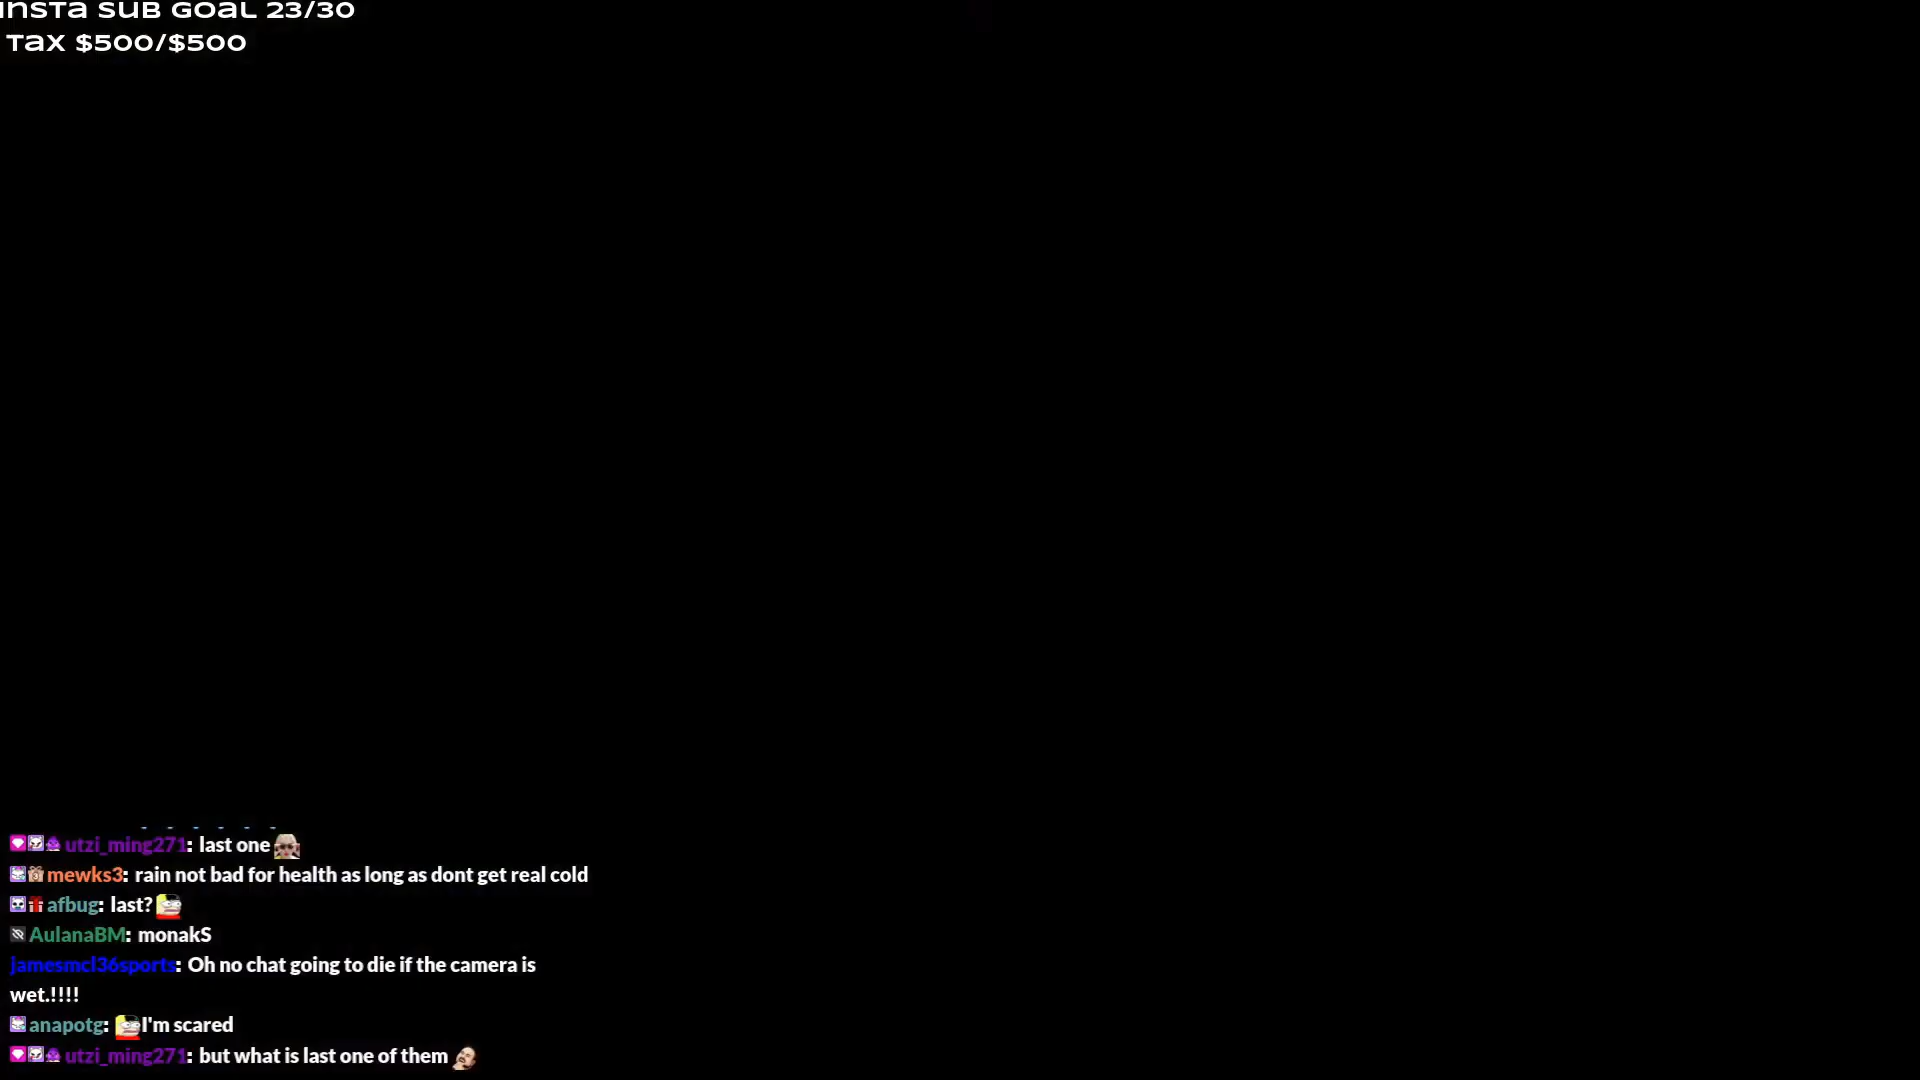 Insta Sub Goal 23/30
Tax $500/$500
utzi_ming271: last one
mewks3: rain not bad for health as long as dont get real cold
afbug: last?
AulanaBM: monakS
jamesmcl36sports: Oh no chat going to die if the camera is
wet.!!!!
anapotg: I'm scared
utzi_ming271: but what is last one of them